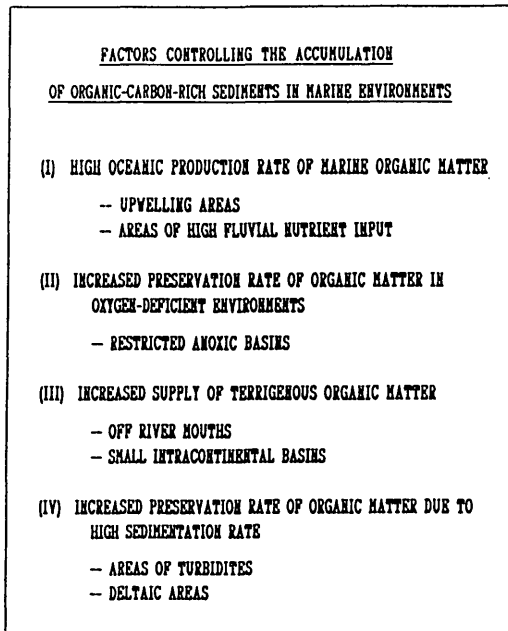 FACTORS CONTROLLING THE ACCUMULATION
OF ORGANIC-CARBON-RICH SEDIMENTS IN MARINE ENVIRONMENTS
(I) HIGH OCEANIC PRODUCTION RATE OF MARINE ORGANIC MATTER
-- UPWELLING AREAS
-- AREAS OF HIGH FLUVIAL NUTRIENT INPUT
(II) INCREASED PRESERVATION RATE OF ORGANIC MATTER IN
OXYGEN-DEFICIENT ENVIRONMENTS
-- RESTRICTED ANOXIC BASINS
(III) INCREASED SUPPLY OF TERRIGENOUS ORGANIC MATTER
-- OFF RIVER MOUTHS
-- SMALL INTRACONTINENTAL BASINS
(IV) INCREASED PRESERVATION RATE OF ORGANIC MATTER DUE TO
HIGH SEDIMENTATION RATE
-- AREAS OF TURBIDITES
-- DELTAIC AREAS